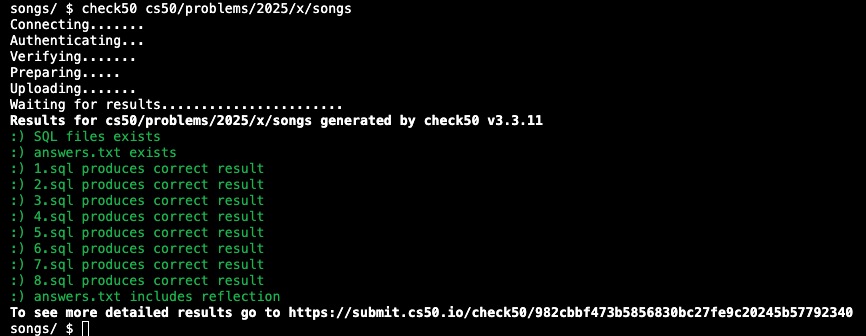 songs/ $ check50 cs50/problems/2025/x/songs
Connecting.......
Authenticating...
Verifying.......
Preparing.....
Uploading.......
Waiting for results.......................
Results for cs50/problems/2025/x/songs generated by check50 v3.3.11
:) SQL files exists
:) answers.txt exists
:) 1.sql produces correct result
:) 2.sql produces correct result
:) 3.sql produces correct result
:) 4.sql produces correct result
:) 5.sql produces correct result
:) 6.sql produces correct result
:) 7.sql produces correct result
:) 8.sql produces correct result
:) answers.txt includes reflection
To see more detailed results go to https://submit.cs50.io/check50/982cbbf473b5856830bc27fe9c20245b57792340
songs/ $